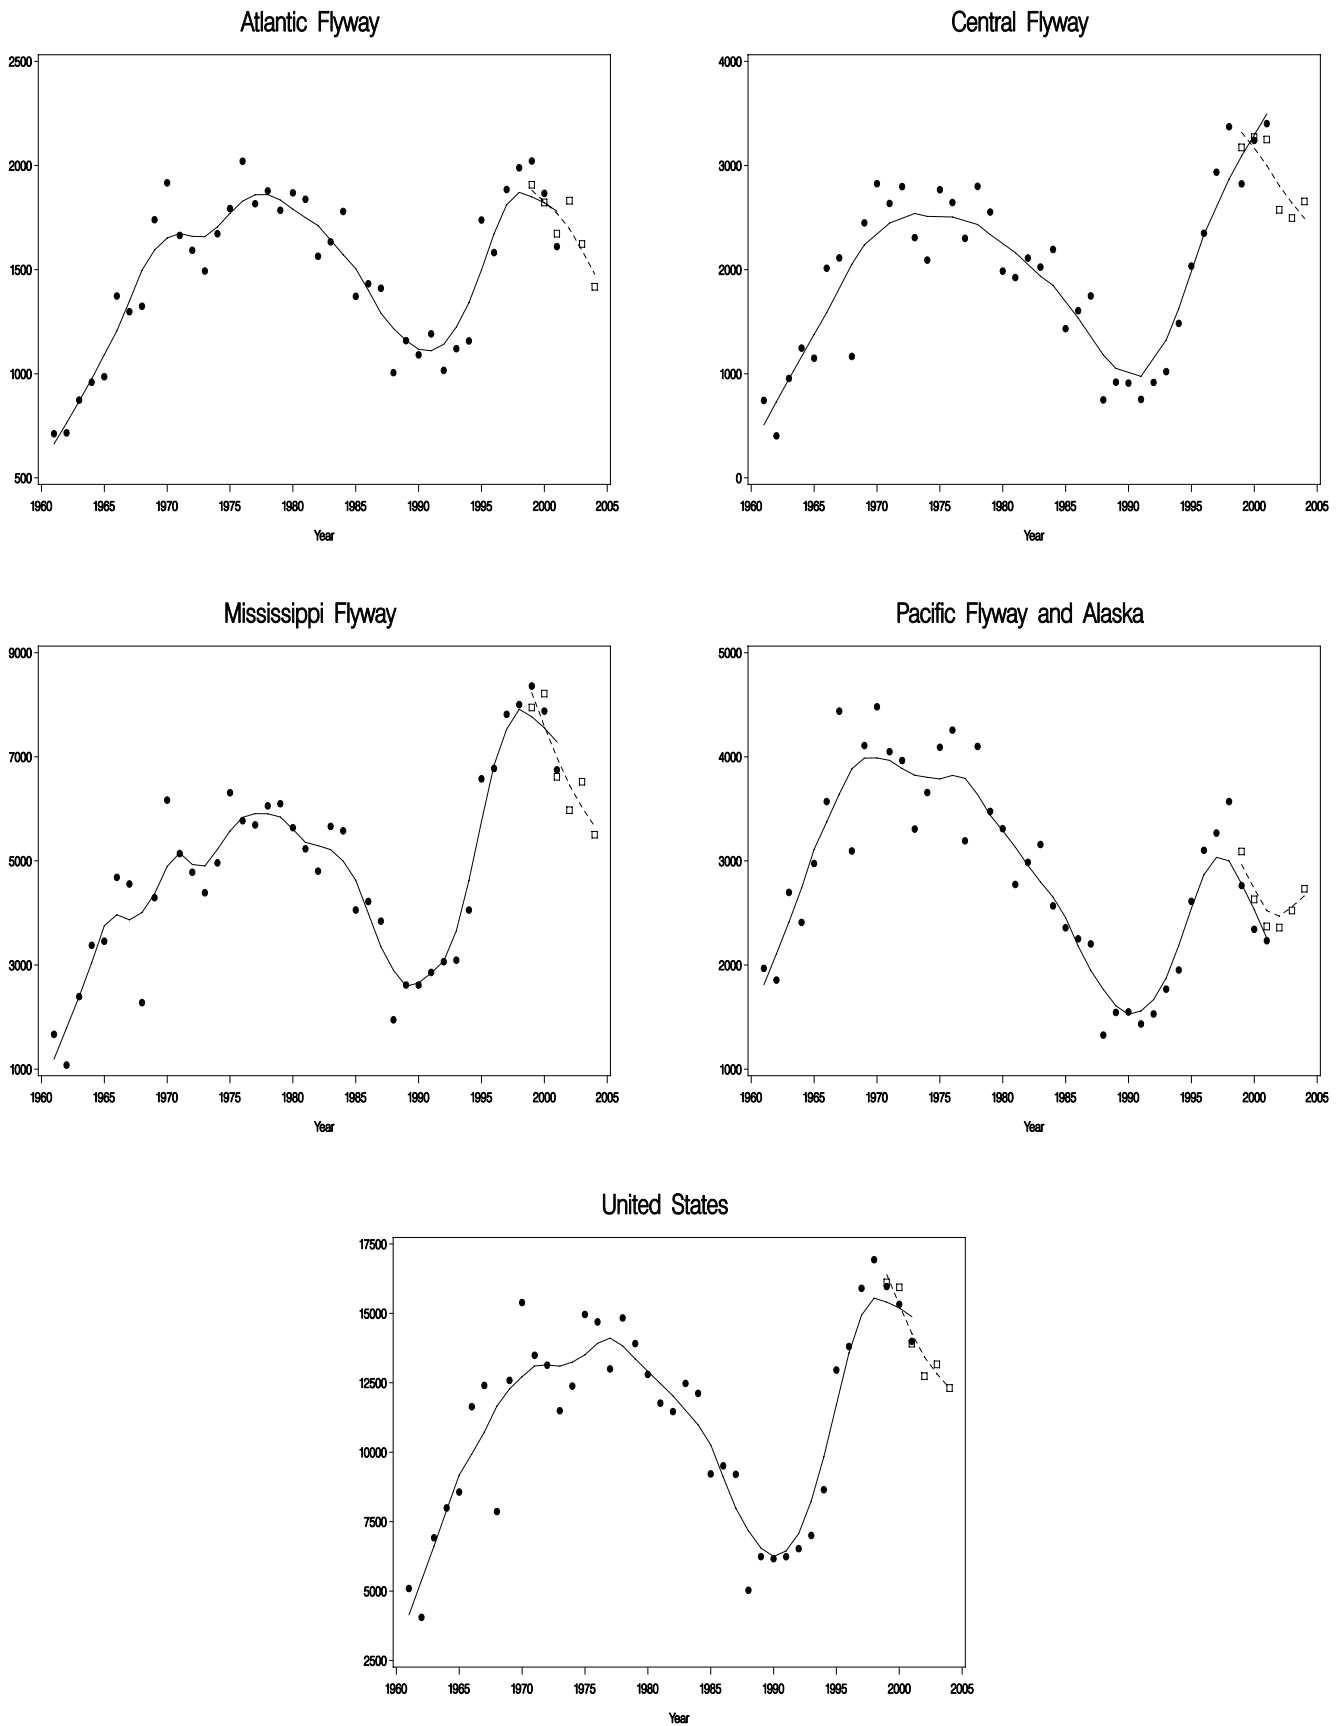 Atlantic Flyway
2500
2000
1500
1000
500
1960 1965 1970 1975 1980 1985 1990 1995 2000 2005
Year
Central Flyway
4000
3000
2000
1000
0
1960 1965 1970 1975 1980 1985 1990 1995 2000 2005
Year
Mississippi Flyway
9000
7000
5000
3000
1000
1960 1965 1970 1975 1980 1985 1990 1995 2000 2005
Year
Pacific Flyway and Alaska
5000
4000
3000
2000
1000
1960 1965 1970 1975 1980 1985 1990 1995 2000 2005
Year
United States
17500
15000
12500
10000
7500
5000
2500
1960 1965 1970 1975 1980 1985 1990 1995 2000 2005
Year